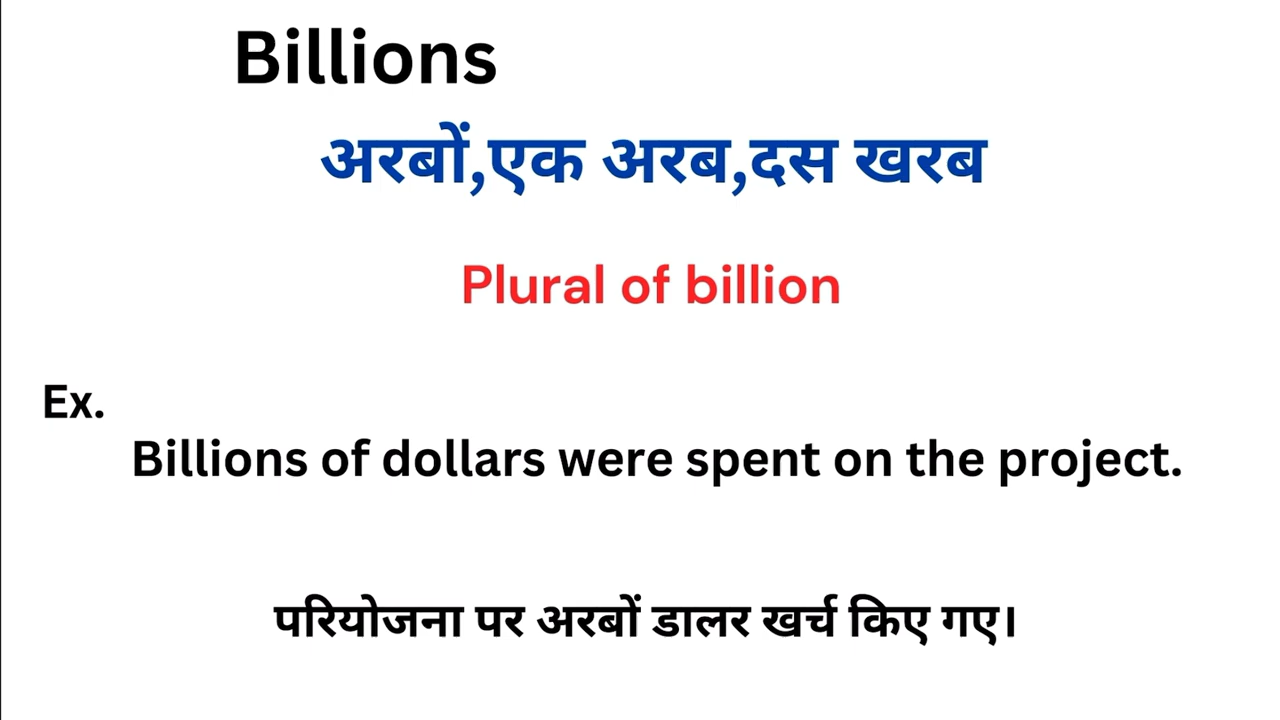 Billions
अरबों,एक अरब,दस खरब
Plural of billion
Ex.
Billions of dollars were spent on the project.
परियोजना पर अरबों डालर खर्च किए गए।